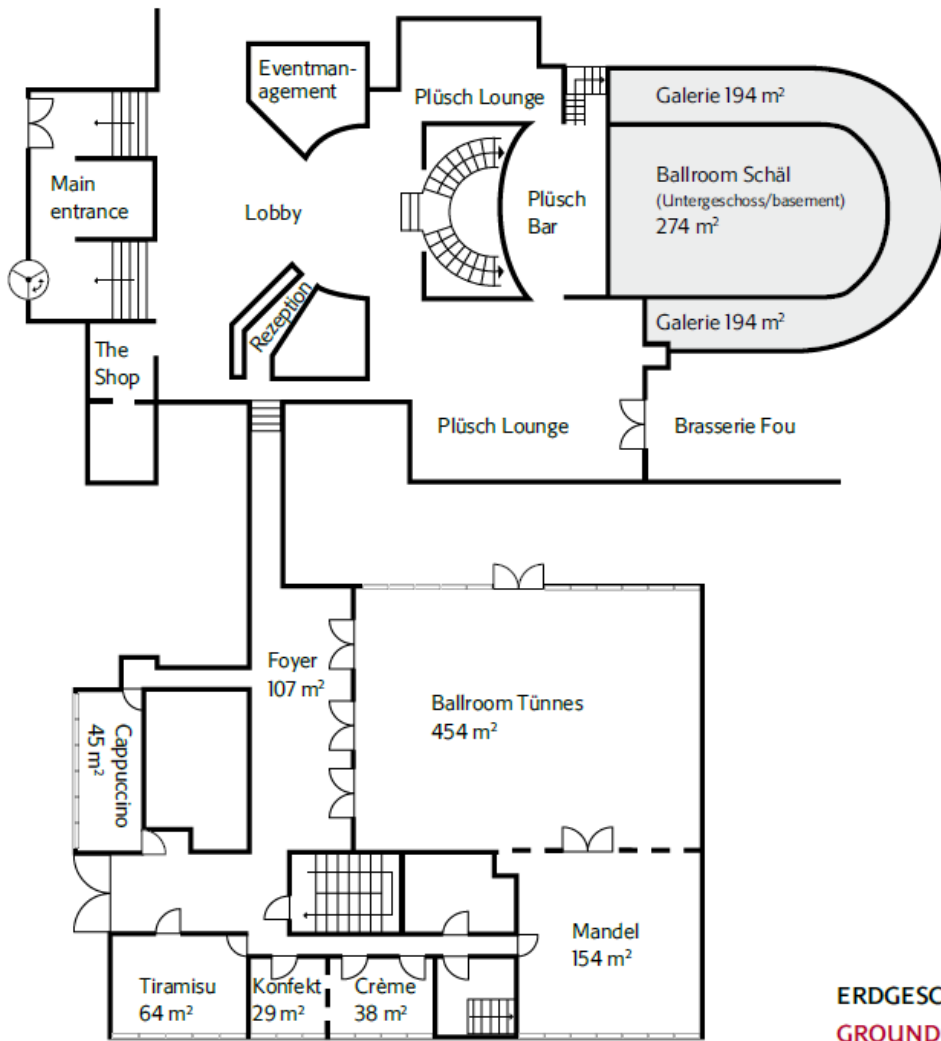 Eventman-
agement
Plüsch Lounge
Galerie 194 m²
Main
entrance
Lobby
Plüsch
Bar
Ballroom Schäl
(Untergeschoss/basement)
274 m²
Rezeption
Galerie 194 m²
The
Shop
Plüsch Lounge
Brasserie Fou
Foyer
107 m²
Ballroom Tünnes
454 m²
Cappuccino
45 m²
Mandel
154 m²
Tiramisu
64 m²
Konfekt
29 m²
Crème
38 m²
ERDGESC
GROUND